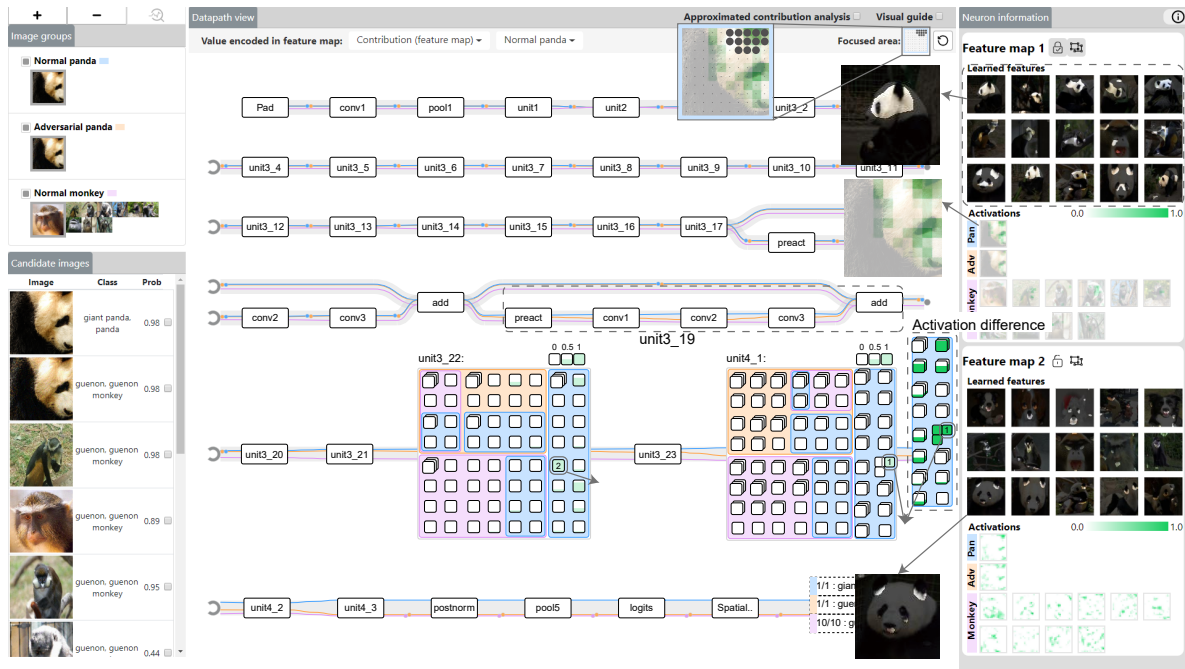 + −
Image groups
Normal panda
Adversarial panda
Normal monkey
Candidate images
Image Class Prob
giant panda, panda 0.98
guenon, guenon monkey 0.98
guenon, guenon monkey 0.98
guenon, guenon monkey 0.89
guenon, guenon monkey 0.95
guenon, guenon monkey 0.44
Datapath view
Approximated contribution analysis Visual guide
Value encoded in feature map: Contribution (feature map) Normal panda Focused area:
Pad conv1 pool1 unit1 unit2 unit3_2
unit3_4 unit3_5 unit3_6 unit3_7 unit3_8 unit3_9 unit3_10 unit3_11
unit3_12 unit3_13 unit3_14 unit3_15 unit3_16 unit3_17
preact
add add
conv2 conv3 preact conv1 conv2 conv3
unit3_19
Activation difference
unit3_22: 0 0.5 1
unit4_1: 0 0.5 1
unit3_20 unit3_21 unit3_23
2
1
1
unit4_2 unit4_3 postnorm pool5 logits Spatial..
1/1 : gian
1/1 : gue
10/10 : g
Neuron information
Feature map 1
Learned features
Activations 0.0 1.0
Pan
Adv
Feature map 2
Learned features
Activations 0.0 1.0
Pan
Adv
Monkey